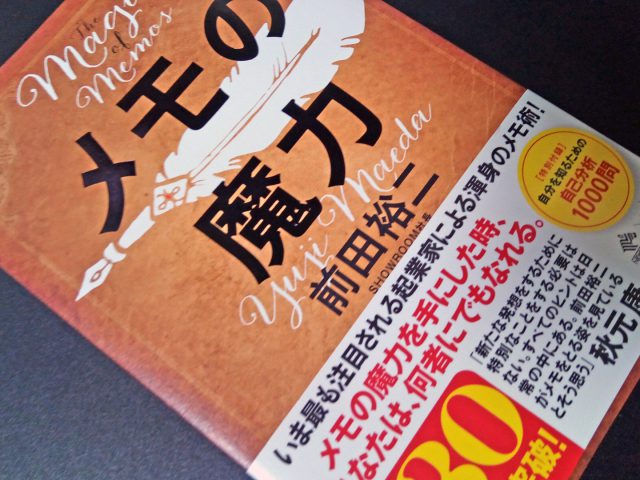 The
Magic
of
Memos
メモの
魔力
Yuji Maeda
前田裕二
SHOWROOM社長
いま最も注目される起業家による渾身のメモ術!
メモの魔力を手にした時、
あなたは、何者にでもなれる。
「新たな発想をするために
特別なことをする必要は
ない。すべてのヒントは日
常の中にある。前田裕二
がメモをとる姿を見ている
とそう思う」
秋元康
[特別付録]
自分を知るための
自己分析
1000問
30
突破!